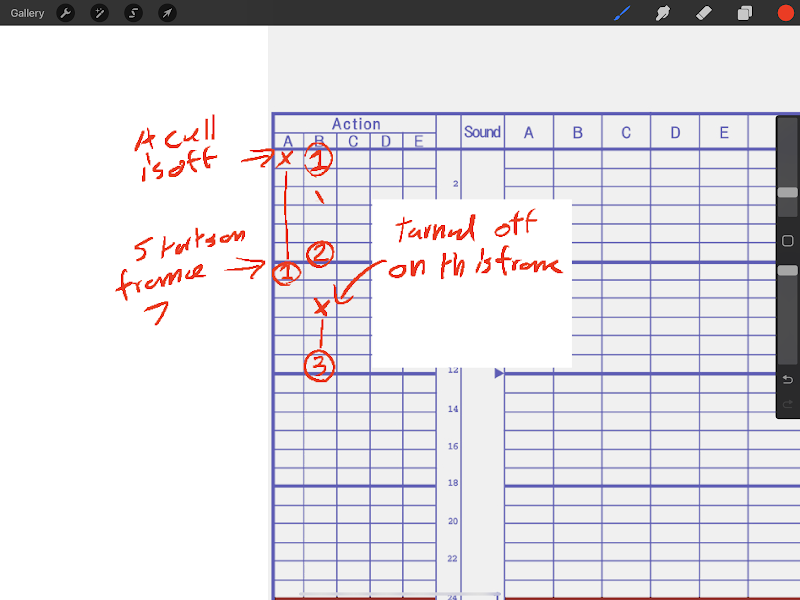 Gallery
Action
A B C D E
Sound
A B C D E
A cell
is off
X 1
Starts on
frame
7
1
2
X
3
Turned off
on this frame
2
12
14
16
18
20
22
24